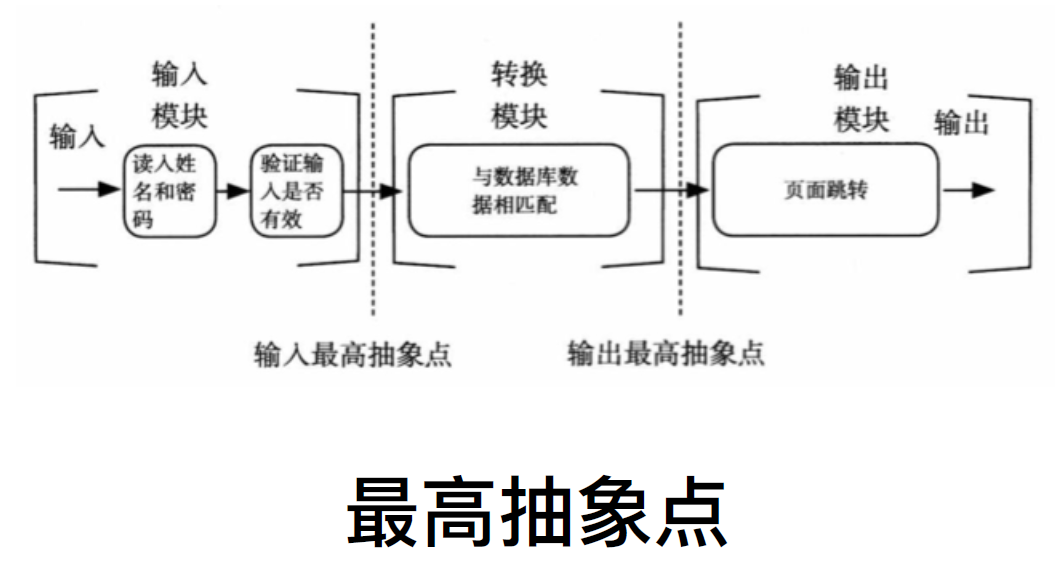 输入
模块
转换
模块
输出
模块
输入
输出
读入姓
名和密
码
验证输
入是否
有效
与数据库数
据相匹配
页面跳转
输入最高抽象点
输出最高抽象点
最高抽象点